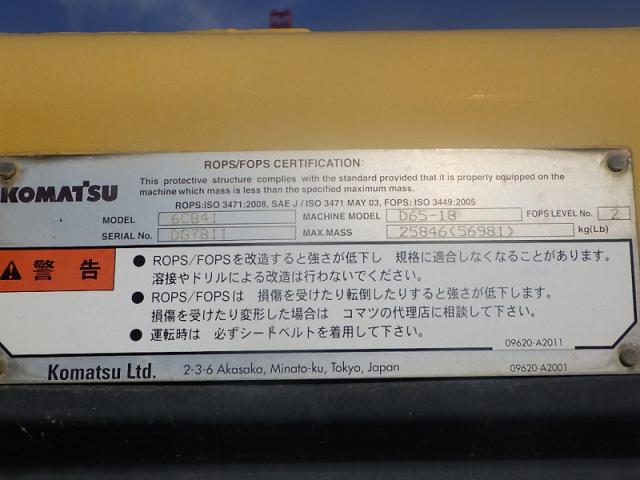 ROPS/FOPS CERTIFICATION
KOMATSU
This protective structure complies with the standard provided that it is properly equipped on the
machine which mass is less than the specified maximum mass.
ROPS:ISO 3471:2008, SAE J / ISO 3471 MAY 03, FOPS: ISO 3449:2005
MODEL 6CB41 MACHINE MODEL D65-18 FOPS LEVEL No. 2
SERIAL No. DG7811 MAX.MASS 25846(56981) kg(Lb)
警告
● ROPS/FOPSを改造すると強さが低下し 規格に適合しなくなることがあります。
溶接やドリルによる改造は行わないでください。
● ROPS/FOPSは 損傷を受けたり転倒したりすると強さが低下します。
損傷を受けたり変形した場合は コマツの代理店に相談して下さい。
● 運転時は 必ずシートベルトを着用して下さい。
09620-A2011
Komatsu Ltd. 2-3-6 Akasaka, Minato-ku, Tokyo, Japan 09620-A2001